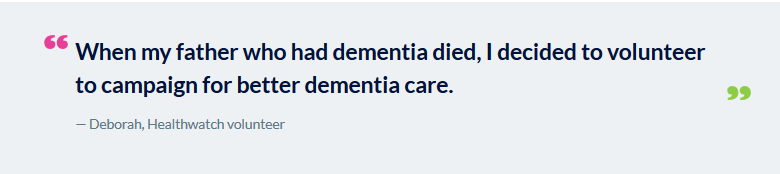 “ When my father who had dementia died, I decided to volunteer
to campaign for better dementia care. ”
— Deborah, Healthwatch volunteer